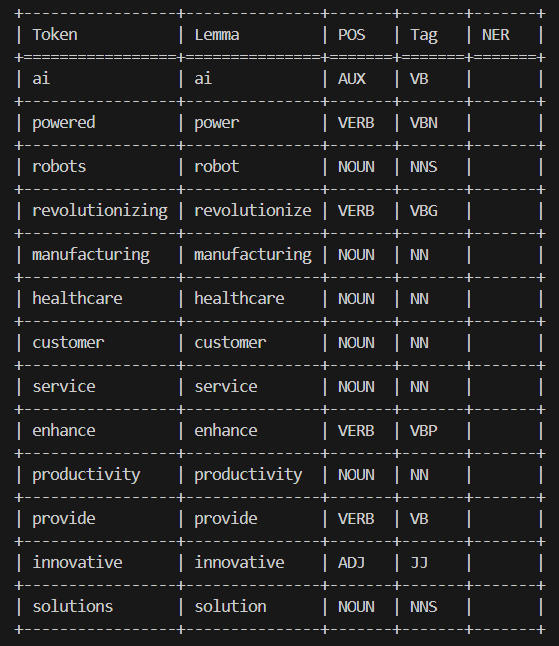 +-----------------+---------------+-------+-------+-------+
| Token           | Lemma         | POS   | Tag   | NER   |
+=================+===============+=======+=======+=======+
| ai              | ai            | AUX   | VB    |       |
+-----------------+---------------+-------+-------+-------+
| powered         | power         | VERB  | VBN   |       |
+-----------------+---------------+-------+-------+-------+
| robots          | robot         | NOUN  | NNS   |       |
+-----------------+---------------+-------+-------+-------+
| revolutionizing | revolutionize | VERB  | VBG   |       |
+-----------------+---------------+-------+-------+-------+
| manufacturing   | manufacturing | NOUN  | NN    |       |
+-----------------+---------------+-------+-------+-------+
| healthcare      | healthcare    | NOUN  | NN    |       |
+-----------------+---------------+-------+-------+-------+
| customer        | customer      | NOUN  | NN    |       |
+-----------------+---------------+-------+-------+-------+
| service         | service       | NOUN  | NN    |       |
+-----------------+---------------+-------+-------+-------+
| enhance         | enhance       | VERB  | VBP   |       |
+-----------------+---------------+-------+-------+-------+
| productivity    | productivity  | NOUN  | NN    |       |
+-----------------+---------------+-------+-------+-------+
| provide         | provide       | VERB  | VB    |       |
+-----------------+---------------+-------+-------+-------+
| innovative      | innovative    | ADJ   | JJ    |       |
+-----------------+---------------+-------+-------+-------+
| solutions       | solution      | NOUN  | NNS   |       |
+-----------------+---------------+-------+-------+-------+